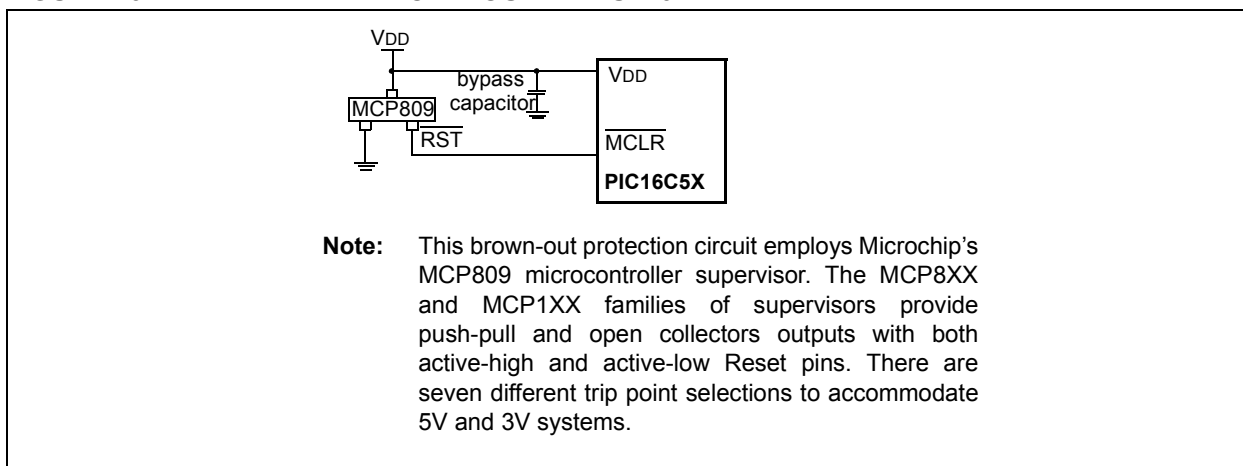 VDD
bypass
capacitor
VDD
MCP809
RST
MCLR
PIC16C5X
Note: This brown-out protection circuit employs Microchip's
MCP809 microcontroller supervisor. The MCP8XX
and MCP1XX families of supervisors provide
push-pull and open collectors outputs with both
active-high and active-low Reset pins. There are
seven different trip point selections to accommodate
5V and 3V systems.